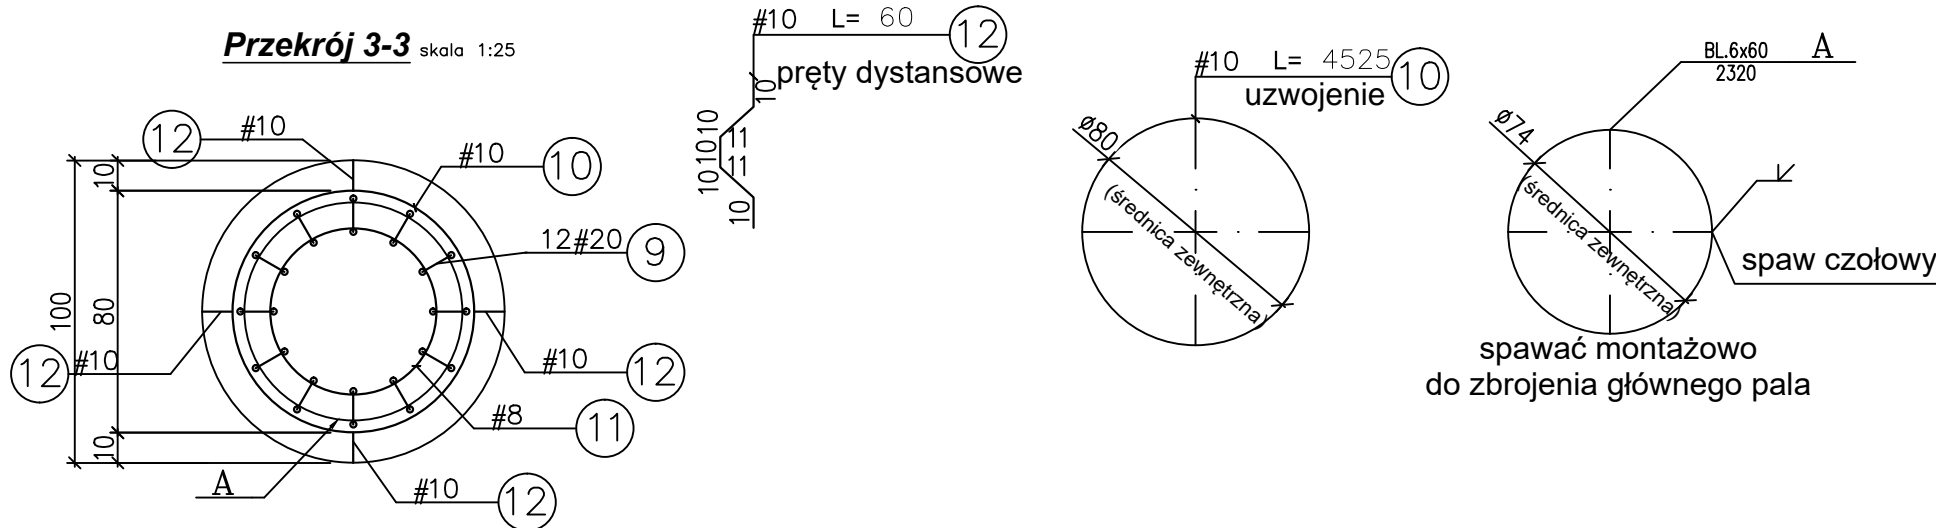 Przekrój 3-3 skala 1:25
12
#10
#10
10
12#20
9
100
10
80
10
12
#10
#10
12
#8
11
A
#10
12
#10 L= 60
12
pręty dystansowe
10
10
10
10
11
11
10
#10 L= 4525
10
uzwojenie
ø80
(średnica zewnętrzna)
BL.6x60 A
2320
ø74
(średnica zewnętrzna)
spaw czołowy
spawać montażowo
do zbrojenia głównego pala